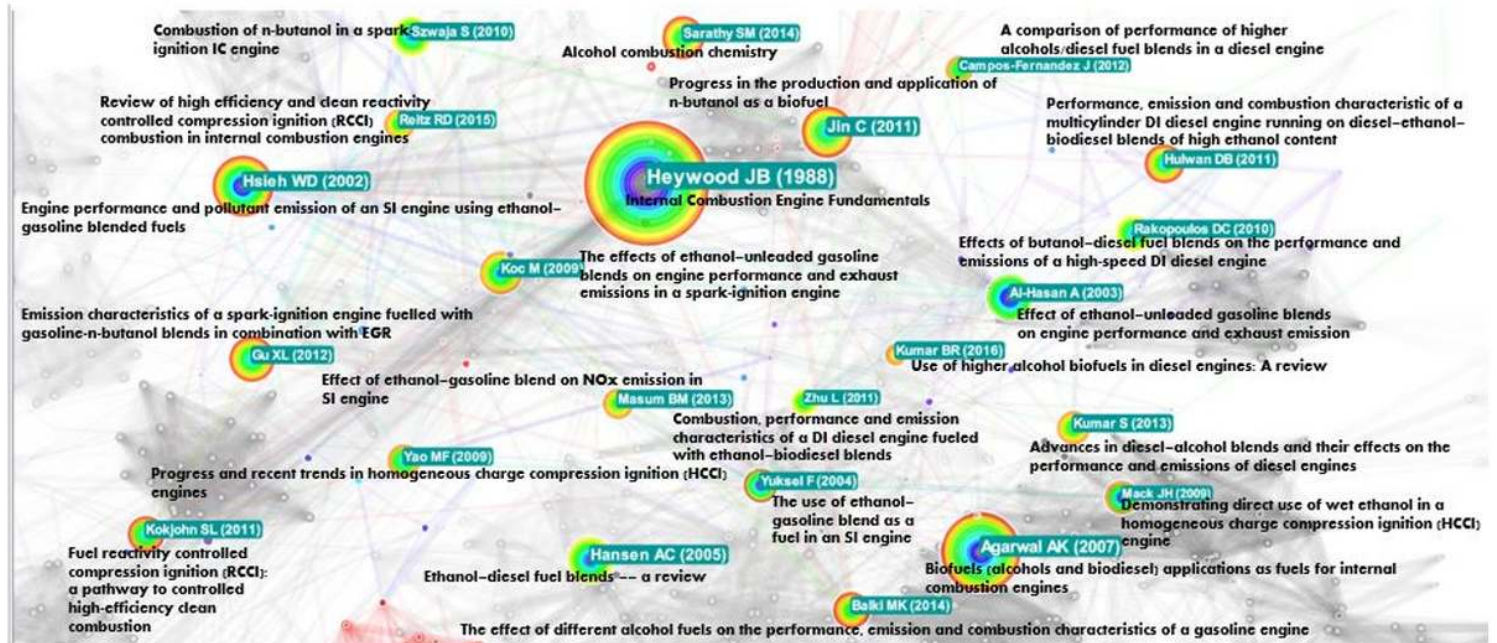 Combustion of n-butanol in a spark-
ignition IC engine
Szwaja S (2010)
Sarathy SM (2014)
Alcohol combustion chemistry
A comparison of performance of higher
alcohols/diesel fuel blends in a diesel engine
Campos-Fernandez J (2012)
Progress in the production and application of
n-butanol as a biofuel
Jin C (2011)
Review of high efficiency and clean reactivity
controlled compression ignition (RCCI)
combustion in internal combustion engines
Reitz RD (2015)
Performance, emission and combustion characteristic of a
multicylinder DI diesel engine running on diesel-ethanol-
biodiesel blends of high ethanol content
Hulwan DB (2011)
Hsieh WD (2002)
Engine performance and pollutant emission of an SI engine using ethanol-
gasoline blended fuels
Heywood JB (1988)
Internal Combustion Engine Fundamentals
Rakopoulos DC (2010)
Effects of butanol-diesel fuel blends on the performance and
emissions of a high-speed DI diesel engine
Koc M (2009)
The effects of ethanol-unleaded gasoline
blends on engine performance and exhaust
emissions in a spark-ignition engine
Al-Hasan A (2003)
Effect of ethanol-unloaded gasoline blends
on engine performance and exhaust emission
Emission characteristics of a spark-ignition engine fuelled with
gasoline-n-butanol blends in combination with EGR
Gu XL (2012)
Kumar BR (2016)
Use of higher alcohol biofuels in diesel engines: A review
Effect of ethanol-gasoline blend on NOx emission in
SI engine
Masum BM (2013)
Zhu L (2011)
Combustion, performance and emission
characteristics of a DI diesel engine fueled
with ethanol-biodiesel blends
Kumar S (2013)
Advances in diesel-alcohol blends and their effects on the
performance and emissions of diesel engines
Yao MF (2009)
Progress and recent trends in homogeneous charge compression ignition (HCCI)
engines
Yuksel F (2004)
The use of ethanol-
gasoline blend as a
fuel in an SI engine
Mack JH (2009)
Demonstrating direct use of wet ethanol in a
homogeneous charge compression ignition (HCCI)
engine
Kokjohn SL (2011)
Fuel reactivity controlled
compression ignition (RCCI):
a pathway to controlled
high-efficiency clean
combustion
Hansen AC (2005)
Ethanol-diesel fuel blends -- a review
Agarwal AK (2007)
Biofuels (alcohols and biodiesel) applications as fuels for internal
combustion engines
Balki MK (2014)
The effect of different alcohol fuels on the performance, emission and combustion characteristics of a gasoline engine